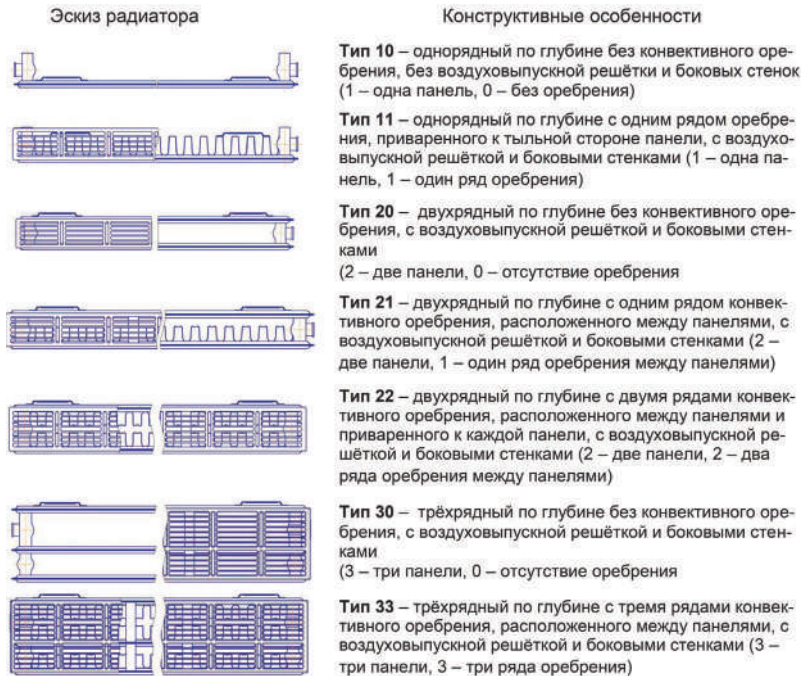 Эскиз радиатора
Конструктивные особенности
Тип 10 – однорядный по глубине без конвективного оре-
брения, без воздуховыпускной решётки и боковых стенок
(1 – одна панель, 0 – без оребрения)
Тип 11 – однорядный по глубине с одним рядом оребре-
ния, приваренного к тыльной стороне панели, с воздухо-
выпускной решёткой и боковыми стенками (1 – одна па-
нель, 1 – один ряд оребрения)
Тип 20 – двухрядный по глубине без конвективного оре-
брения, с воздуховыпускной решёткой и боковыми стен-
ками
(2 – две панели, 0 – отсутствие оребрения
Тип 21 – двухрядный по глубине с одним рядом конвек-
тивного оребрения, расположенного между панелями, с
воздуховыпускной решёткой и боковыми стенками (2 –
две панели, 1 – один ряд оребрения между панелями)
Тип 22 – двухрядный по глубине с двумя рядами конвек-
тивного оребрения, расположенного между панелями и
приваренного к каждой панели, с воздуховыпускной ре-
шёткой и боковыми стенками (2 – две панели, 2 – два
ряда оребрения между панелями)
Тип 30 – трёхрядный по глубине без конвективного оре-
брения, с воздуховыпускной решёткой и боковыми стен-
ками
(3 – три панели, 0 – отсутствие оребрения
Тип 33 – трёхрядный по глубине с тремя рядами конвек-
тивного оребрения, расположенного между панелями, с
воздуховыпускной решёткой и боковыми стенками (3 –
три панели, 3 – три ряда оребрения)